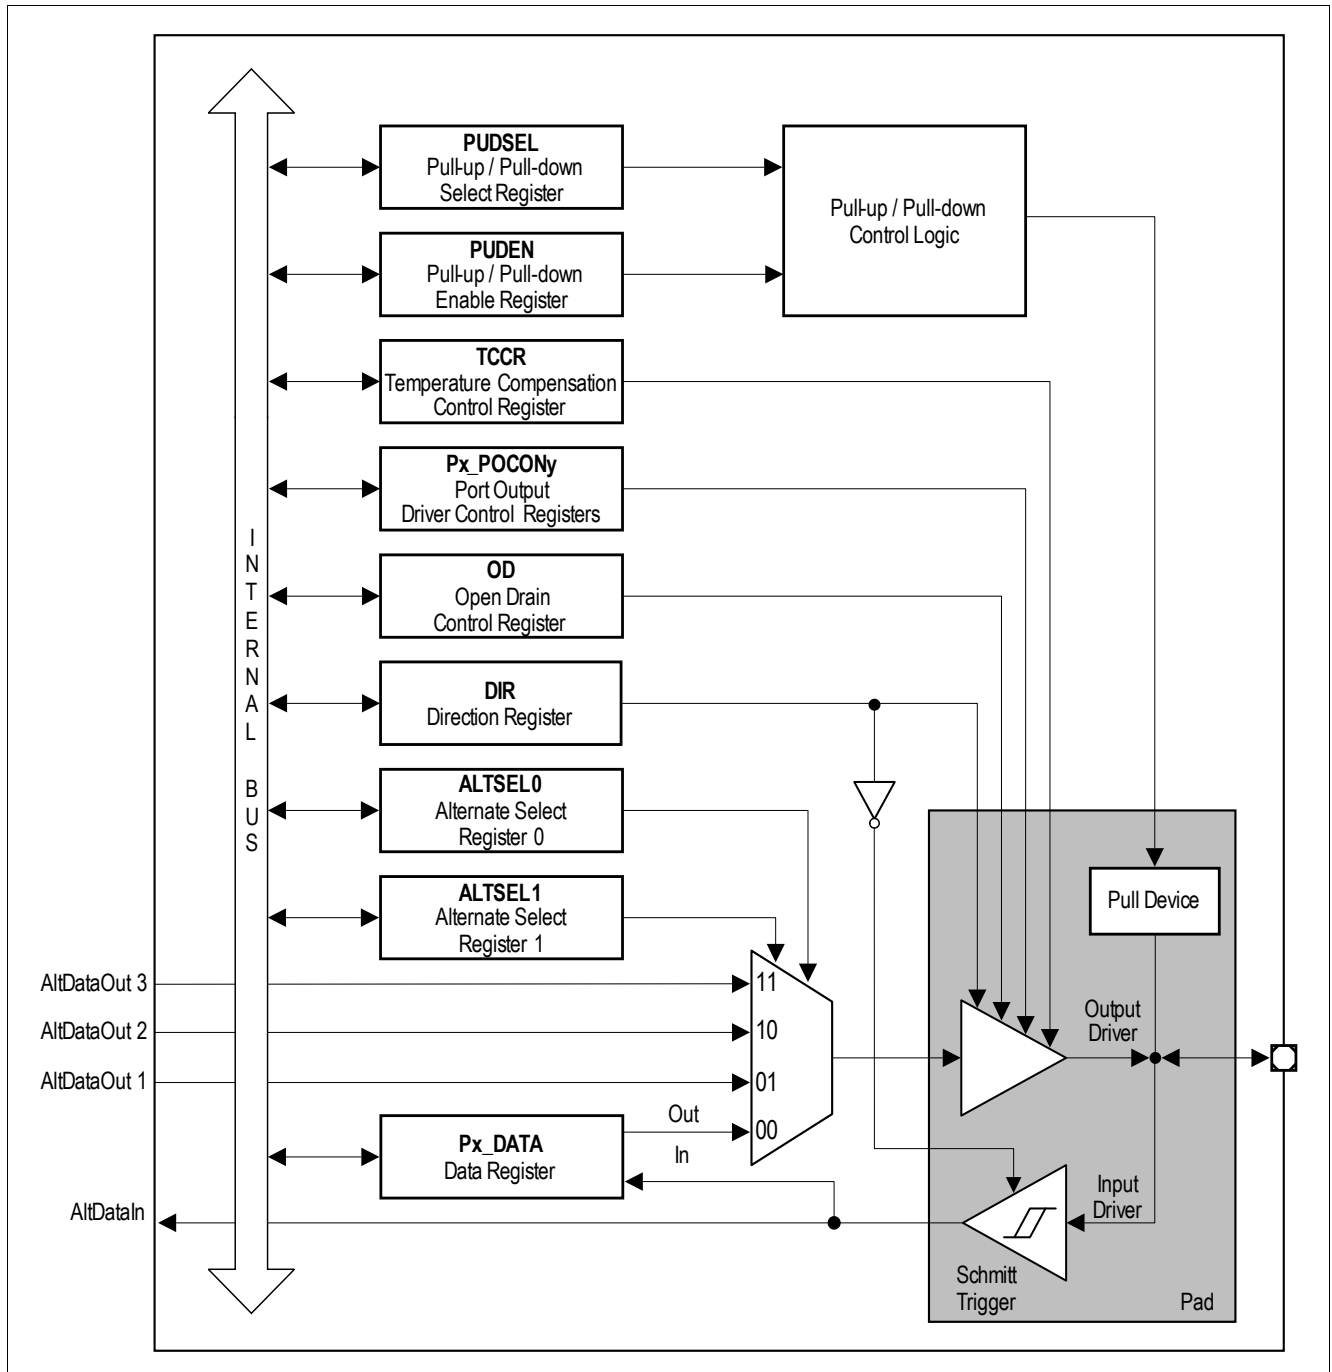 PUDSEL
Pull-up / Pull-down
Select Register
Pull-up / Pull-down
Control Logic
PUDEN
Pull-up / Pull-down
Enable Register
TCCR
Temperature Compensation
Control Register
Px_POCONy
Port Output
Driver Control Registers
OD
Open Drain
Control Register
DIR
Direction Register
INTERNAL BUS
ALTSEL0
Alternate Select
Register 0
ALTSEL1
Alternate Select
Register 1
Pull Device
AltDataOut 3
11
AltDataOut 2
10
Output
Driver
AltDataOut 1
01
Out
00
Px_DATA
Data Register
In
AltDataIn
Input
Driver
Schmitt
Trigger
Pad